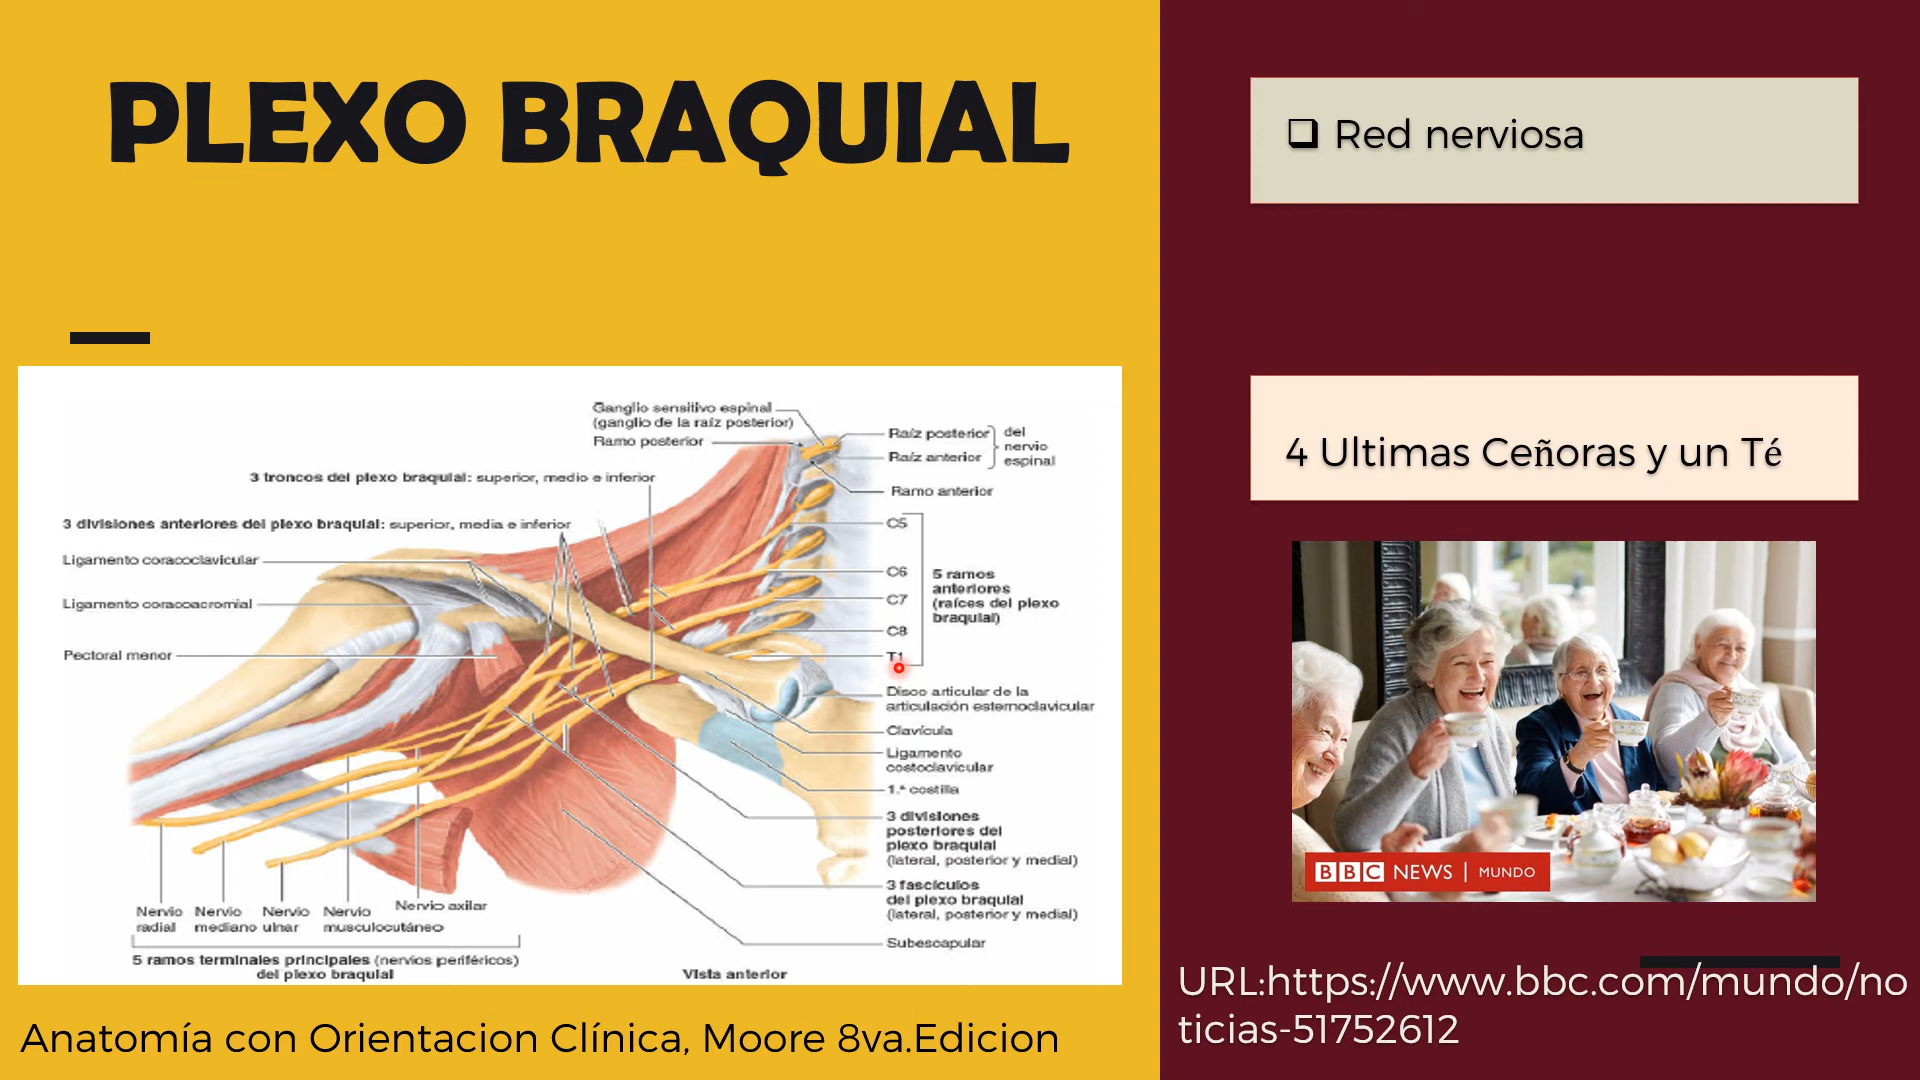 PLEXO BRAQUIAL
Ganglio sensitivo espinal
(ganglio de la raíz posterior)
Ramo posterior
Raíz posterior
Raíz anterior
del
nervio
espinal
Ramo anterior
3 troncos del plexo braquial: superior, medio e inferior
3 divisiones anteriores del plexo braquial: superior, media e inferior
Ligamento coracoclavicular
Ligamento coracoacromial
Pectoral menor
C5
C6
C7
C8
T1
5 ramos
anteriores
(raíces del plexo
braquial)
Disco articular de la
articulación esternoclavicular
Clavícula
Ligamento
costoclavicular
1.ª costilla
3 divisiones
posteriores del
plexo braquial
(lateral, posterior y medial)
3 fascículos
del plexo braquial
(lateral, posterior y medial)
Subescapular
Nervio
radial
Nervio
mediano
Nervio
ulnar
Nervio
musculocutáneo
Nervio axilar
5 ramos terminales principales (nervios periféricos)
del plexo braquial
Vista anterior
Anatomía con Orientacion Clínica, Moore 8va.Edicion
❑ Red nerviosa
4 Ultimas Ceñoras y un Té
BBC NEWS | MUNDO
URL:https://www.bbc.com/mundo/no
ticias-51752612